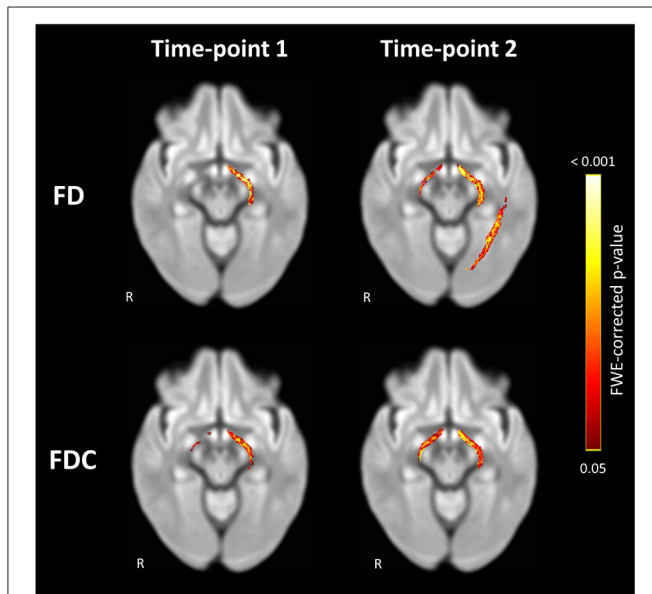 Time-point 1
Time-point 2
FD
R
FDC
R
R
< 0.001
FWE-corrected p-value
0.05